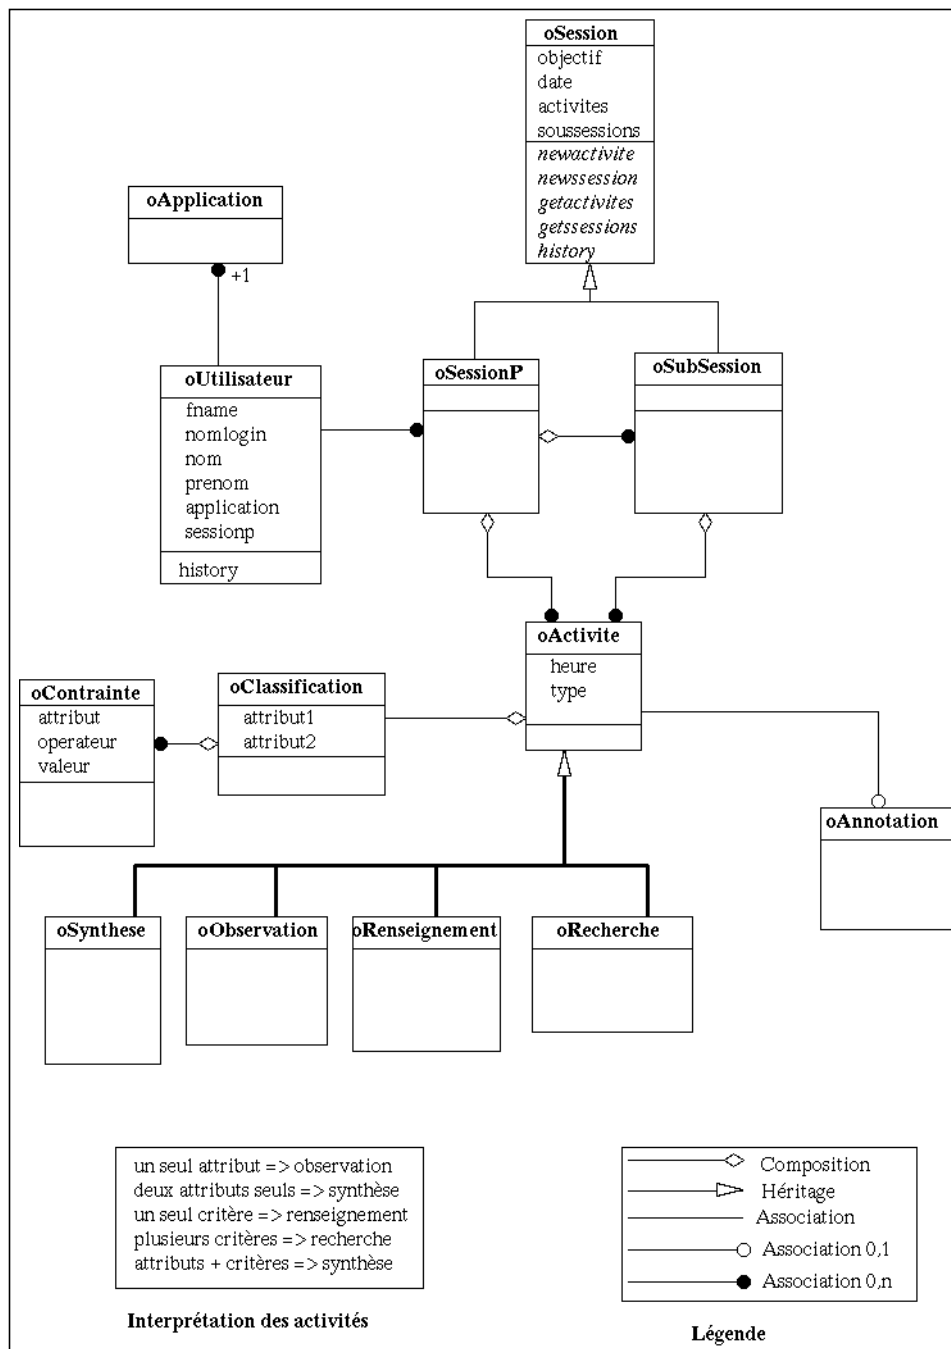 oSession
objectif
date
activites
soussessions
newactivite
newssession
getactivites
getssessions
history
oApplication
+1
oUtilisateur
fname
nomlogin
nom
prenom
application
sessionp
history
oSessionP
oSubSession
oActivite
heure
type
oContrainte
attribut
operateur
valeur
oClassification
attribut1
attribut2
oAnnotation
oSynthese
oObservation
oRenseignement
oRecherche
un seul attribut => observation
deux attributs seuls => synthèse
un seul critère => renseignement
plusieurs critères => recherche
attributs + critères => synthèse
Interprétation des activités
Composition
Héritage
Association
Association 0,1
Association 0,n
Légende